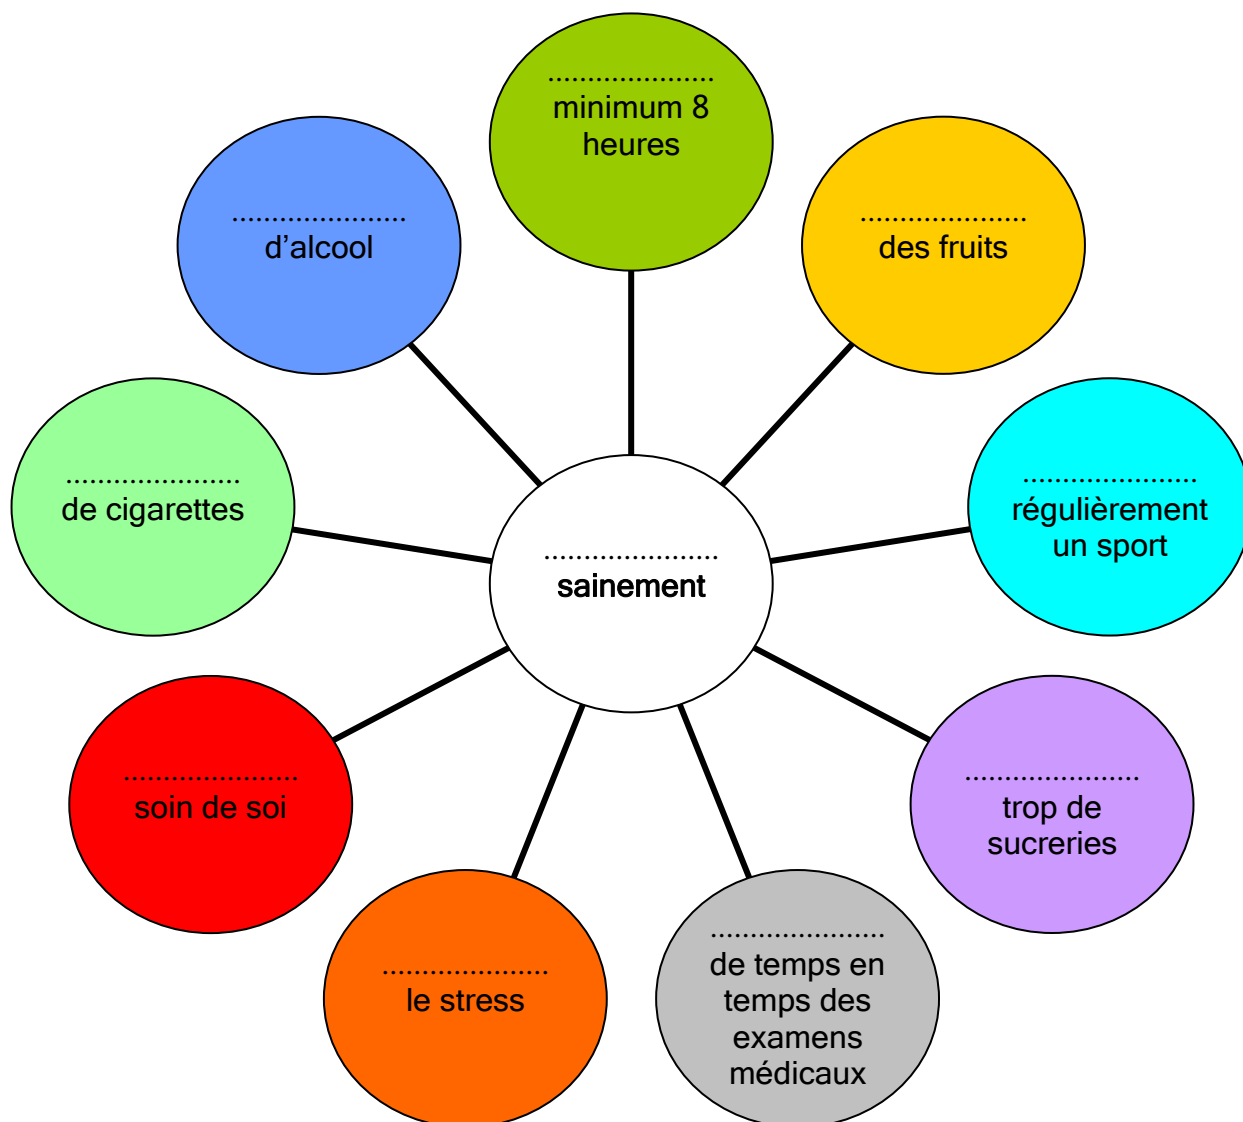 ......................
minimum 8
heures
......................
d’alcool
.....................
des fruits
......................
de cigarettes
......................
régulièrement
un sport
......................
sainement
......................
soin de soi
......................
trop de
sucreries
.....................
le stress
......................
de temps en
temps des
examens
médicaux